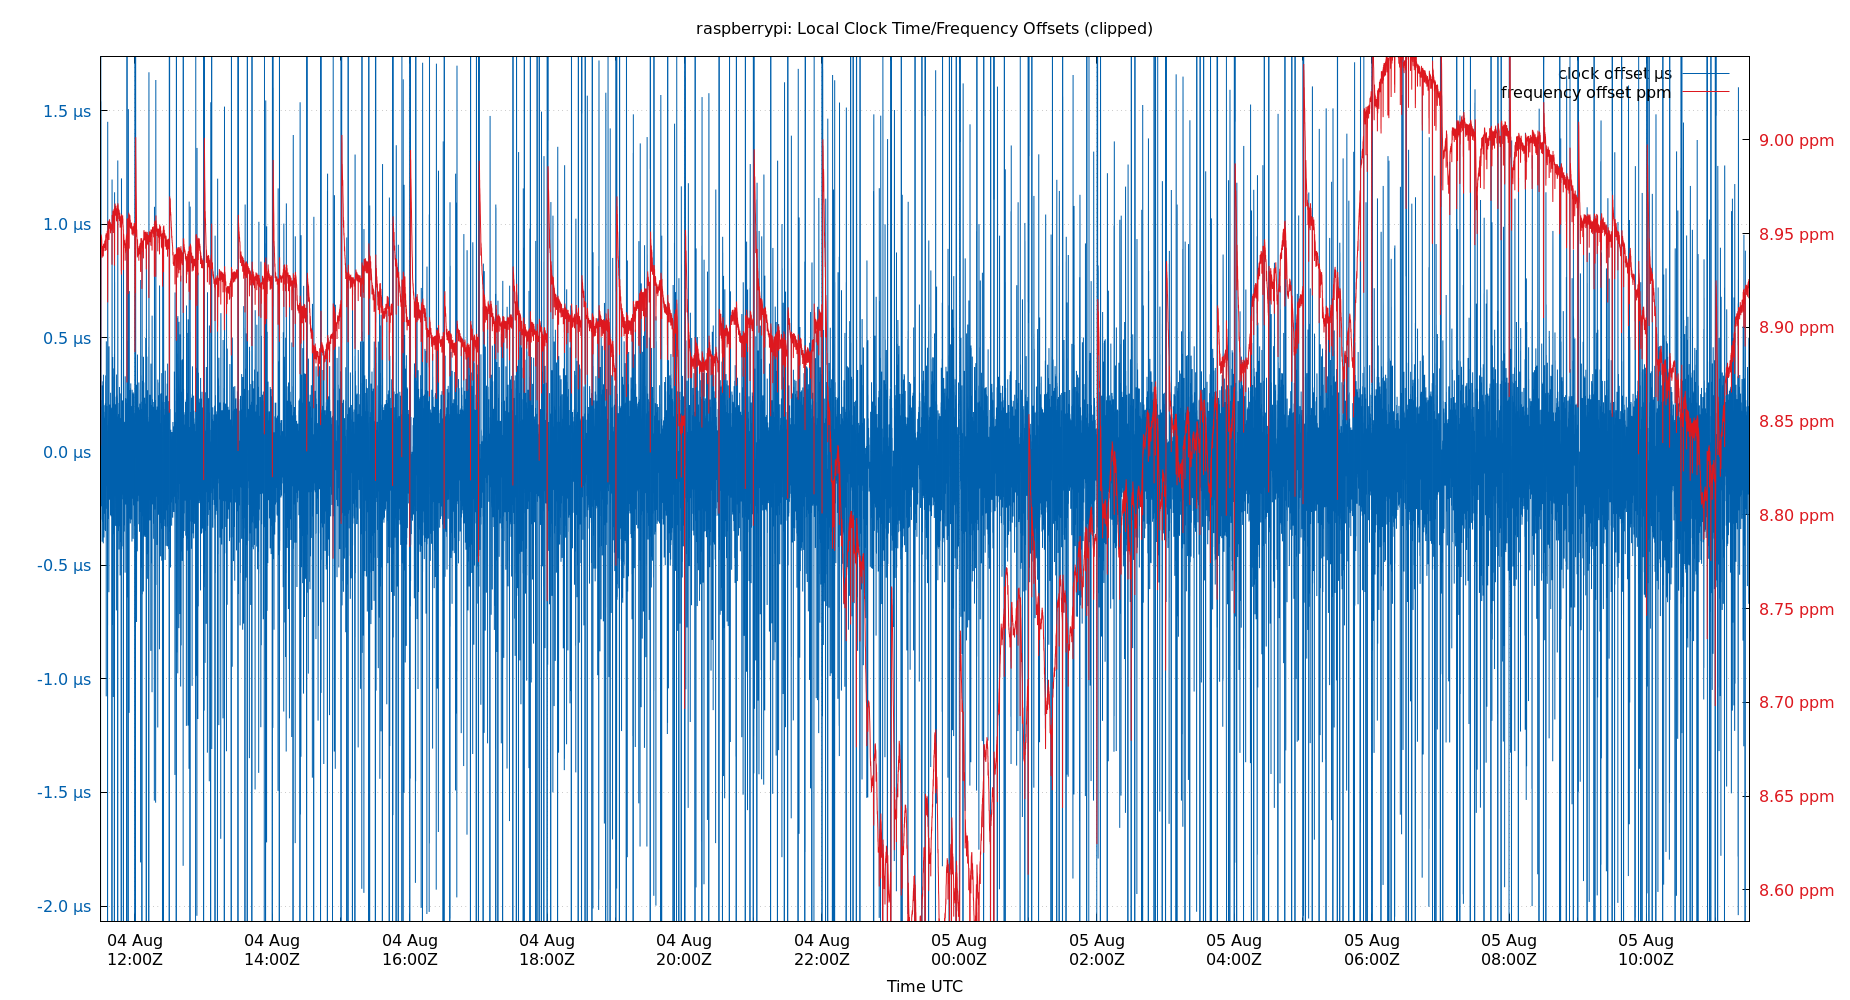 raspberrypi: Local Clock Time/Frequency Offsets (clipped)
clock offset µs
frequency offset ppm
1.5 µs
1.0 µs
0.5 µs
0.0 µs
-0.5 µs
-1.0 µs
-1.5 µs
-2.0 µs
9.00 ppm
8.95 ppm
8.90 ppm
8.85 ppm
8.80 ppm
8.75 ppm
8.70 ppm
8.65 ppm
8.60 ppm
04 Aug 04 Aug 04 Aug 04 Aug 04 Aug 04 Aug 05 Aug 05 Aug 05 Aug 05 Aug 05 Aug 05 Aug
12:00Z 14:00Z 16:00Z 18:00Z 20:00Z 22:00Z 00:00Z 02:00Z 04:00Z 06:00Z 08:00Z 10:00Z
Time UTC